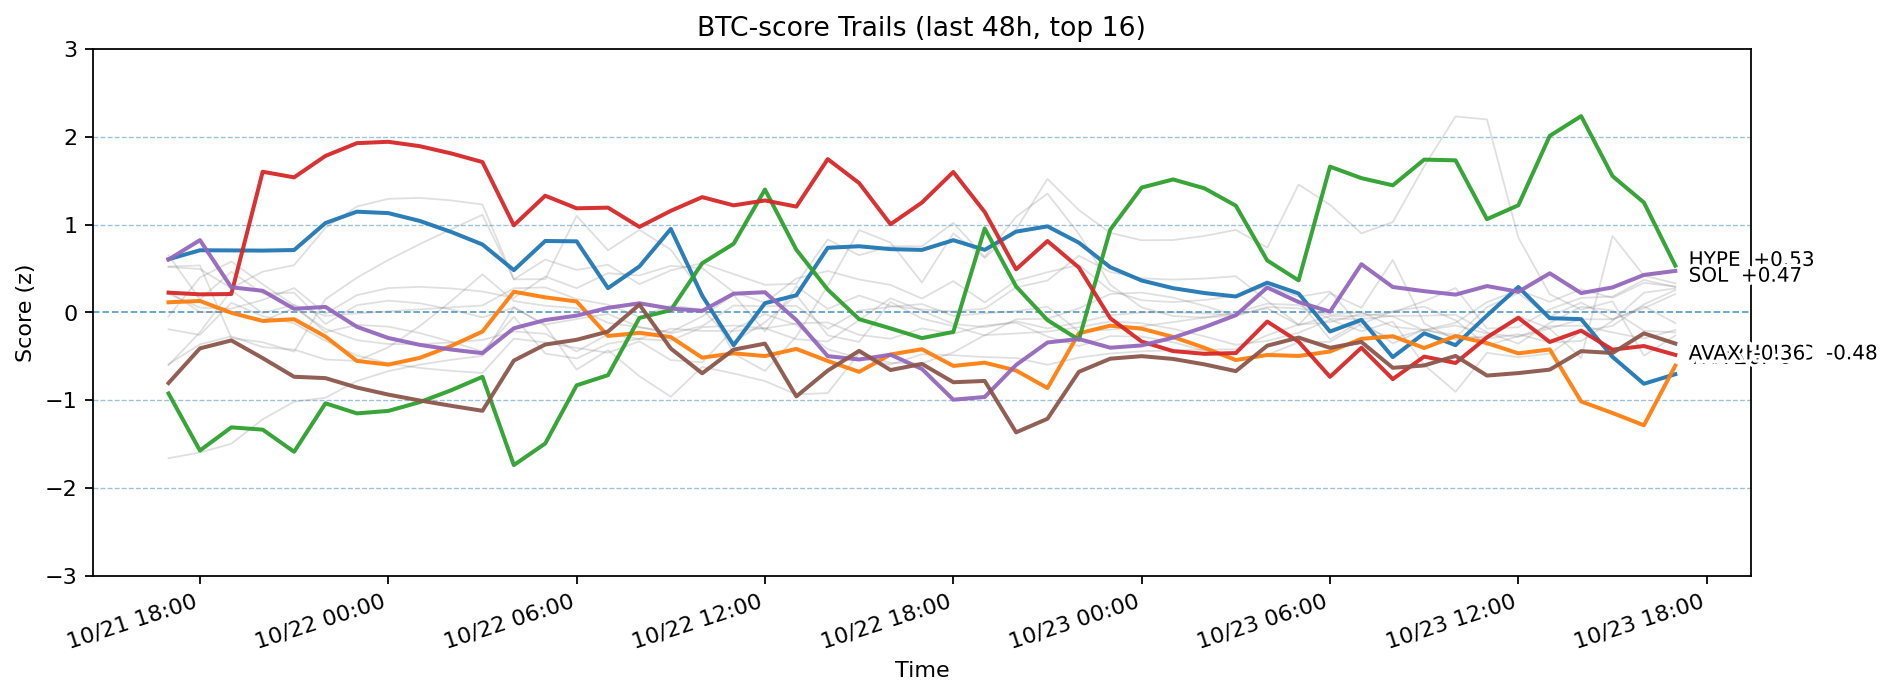 BTC-score Trails (last 48h, top 16)
3
2
1
0
−1
−2
−3
Score (z)
HYPE +0.53
SOL +0.47
AVAX -0.36 -0.48
10/21 18:00
10/22 00:00
10/22 06:00
10/22 12:00
10/22 18:00
10/23 00:00
10/23 06:00
10/23 12:00
10/23 18:00
Time